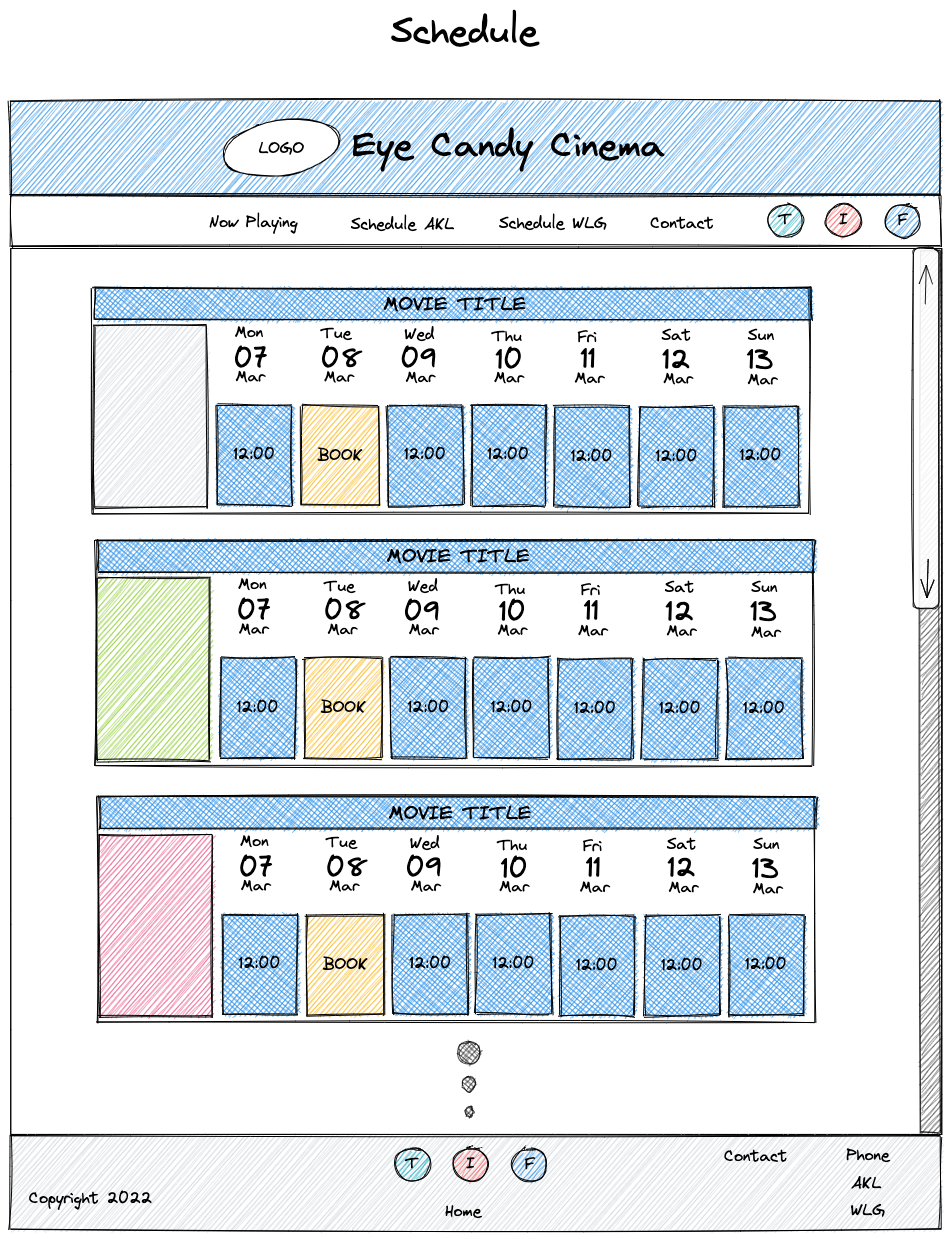 Schedule
LOGO Eye Candy Cinema
Now Playing Schedule AKL Schedule WLG Contact T I F
MOVIE TITLE
Mon Tue Wed Thu Fri Sat Sun
07 08 09 10 11 12 13
Mar Mar Mar Mar Mar Mar Mar
12:00 BOOK 12:00 12:00 12:00 12:00 12:00
MOVIE TITLE
Mon Tue Wed Thu Fri Sat Sun
07 08 09 10 11 12 13
Mar Mar Mar Mar Mar Mar Mar
12:00 BOOK 12:00 12:00 12:00 12:00 12:00
MOVIE TITLE
Mon Tue Wed Thu Fri Sat Sun
07 08 09 10 11 12 13
Mar Mar Mar Mar Mar Mar Mar
12:00 BOOK 12:00 12:00 12:00 12:00 12:00
T I F Contact Phone
AKL
Copyright 2022
Home WLG